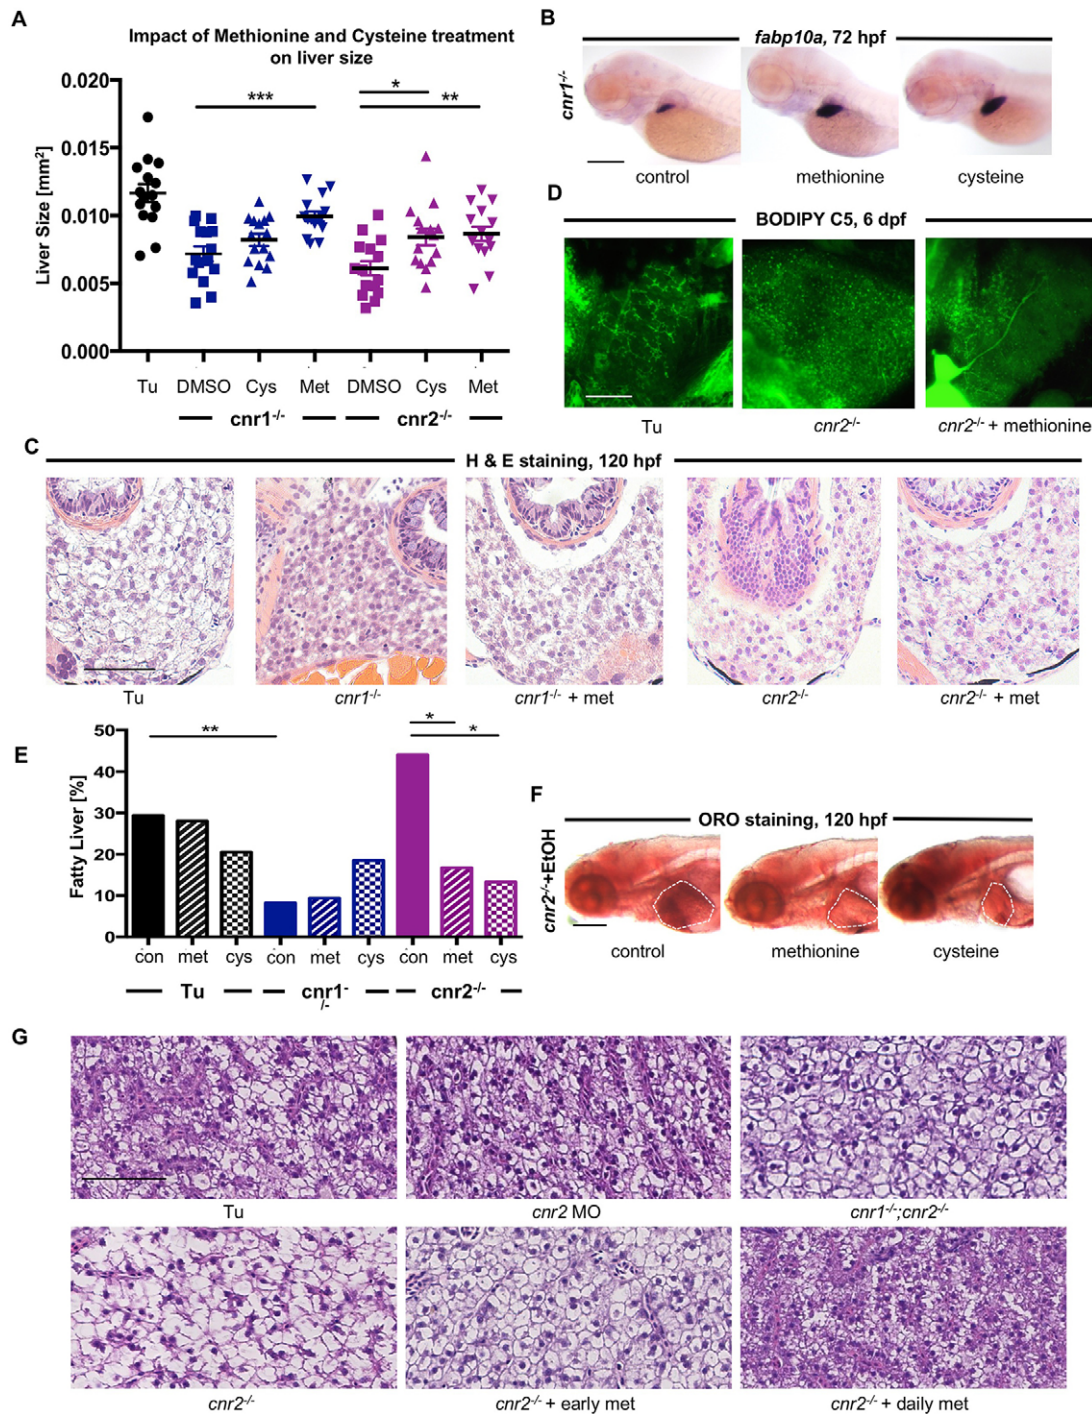 A
Impact of Methionine and Cysteine treatment
on liver size
Liver Size [mm²]
0.020
0.015
0.010
0.005
0.000
***
*
**
Tu
DMSO
Cys
Met
DMSO
Cys
Met
cnr1-/-
cnr2-/-
B
fabp10a, 72 hpf
cnr1-/-
control
methionine
cysteine
D
BODIPY C5, 6 dpf
Tu
cnr2-/-
cnr2-/- + methionine
C
H & E staining, 120 hpf
Tu
cnr1-/-
cnr1-/- + met
cnr2-/-
cnr2-/- + met
E
Fatty Liver [%]
50
40
30
20
10
0
**
*
*
con
met
cys
con
met
cys
con
met
cys
Tu
cnr1-
/-
cnr2-/-
F
ORO staining, 120 hpf
cnr2-/-+EtOH
control
methionine
cysteine
G
Tu
cnr2 MO
cnr1-/-;cnr2-/-
cnr2-/-
cnr2-/- + early met
cnr2-/- + daily met